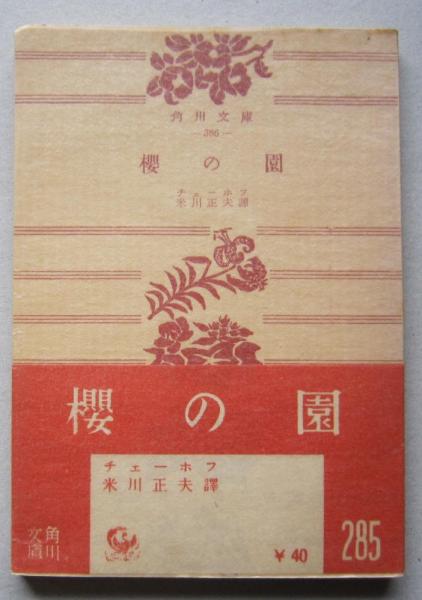 角川文庫
—386—
櫻の園
チェーホフ
米川正夫譯
櫻の園
チェーホフ
米川正夫譯
角川
文庫
¥40
285